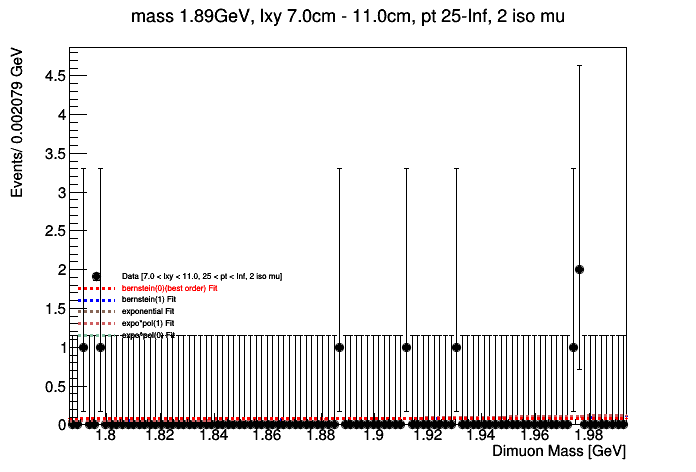 mass 1.89GeV, lxy 7.0cm - 11.0cm, pt 25-Inf, 2 iso mu
Events/ 0.002079 GeV
4.5
4
3.5
3
2.5
2
1.5
1
0.5
0
Data [7.0 < lxy < 11.0, 25 < pt < Inf, 2 iso mu]
bernstein(0)(best order) Fit
bernstein(1) Fit
exponential Fit
expo*pol(1) Fit
expo*pol(0) Fit
1.8 1.82 1.84 1.86 1.88 1.9 1.92 1.94 1.96 1.98
Dimuon Mass [GeV]